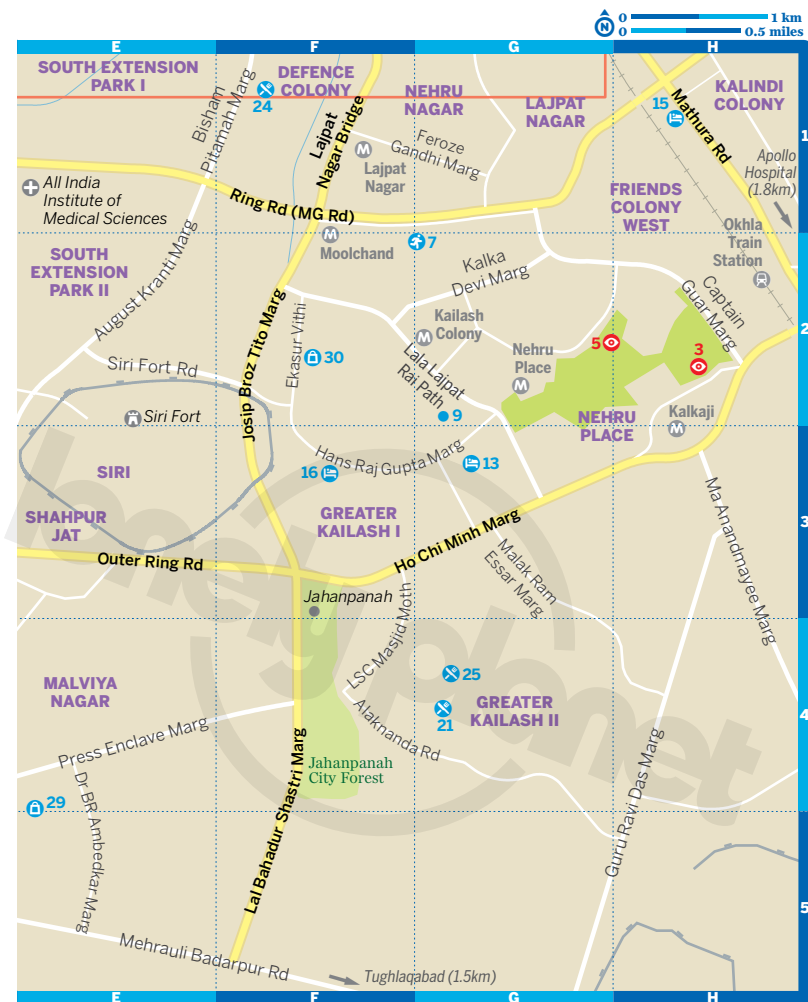 N
0 1 km
0 0.5 miles
E F G H
SOUTH EXTENSION
PARK I
Bisham
Pitamah Marg
DEFENCE
COLONY
24
Lajpat
Nagar Bridge
NEHRU
NAGAR
LAJPAT
NAGAR
15
Mathura Rd
KALINDI
COLONY
1
Feroze
Gandhi Marg
M
Lajpat
Nagar
Apollo
Hospital
(1.8km)
All India
Institute of
Medical Sciences
Ring Rd (MG Rd)
FRIENDS
COLONY
WEST
Okhla
Train
Station
SOUTH
EXTENSION
PARK II
August Kranti Marg
M
Moolchand
7
Kalka
Devi Marg
Captain
Guar Marg
2
Josip Broz Tito Marg
Ekasur Vithi
30
M
Kailash
Colony
Lala Lajpat
Rai Path
Nehru
Place
M
5
3
Siri Fort Rd
Siri Fort
9
NEHRU
PLACE
Kalkaji
M
SIRI
Hans Raj Gupta Marg
16
13
SHAHPUR
JAT
GREATER
KAILASH I
Ho Chi Minh Marg
Ma Anandmayee Marg
3
Outer Ring Rd
Malak Ram
Essar Marg
Jahanpanah
LSC Masjid Moth
25
21
GREATER
KAILASH II
MALVIYA
NAGAR
Alaknanda Rd
4
Press Enclave Marg
Lal Bahadur Shastri Marg
Jahanpanah
City Forest
Guru Ravi Das Marg
29
Dr BR Ambedkar Marg
5
Mehrauli Badarpur Rd
Tughlaqabad (1.5km)
lonely planet
E F G H